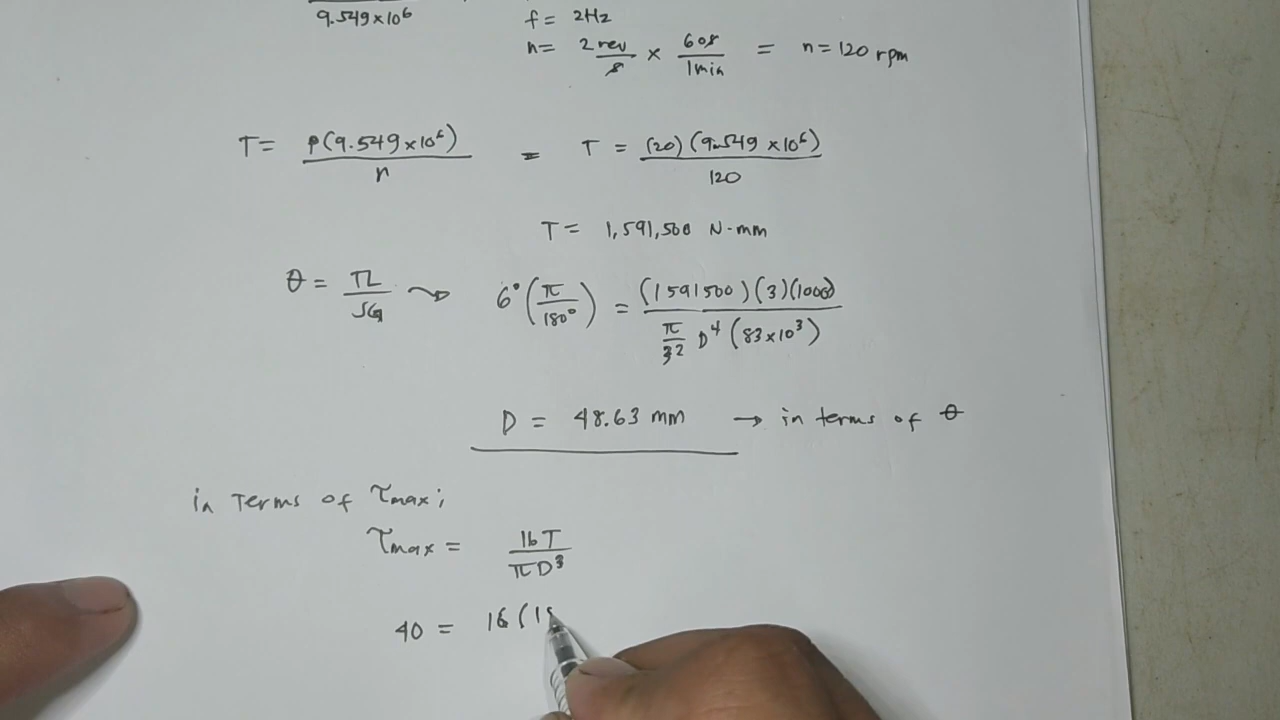 9.549×10⁶
f = 2Hz
n = 2 rev/s × 60s/1min = n = 120 rpm
T = P(9.549×10⁶)/n = T = (20)(9.549×10⁶)/120
T = 1,591,500 N·mm
θ = TL/JG ⇝ 6°(π/180°) = (1591500)(3)(1000)/(π/32 D⁴(83×10³))
D = 48.63 mm → in terms of θ
in terms of τmax;
τmax = 16T/πD³
40 = 16(15